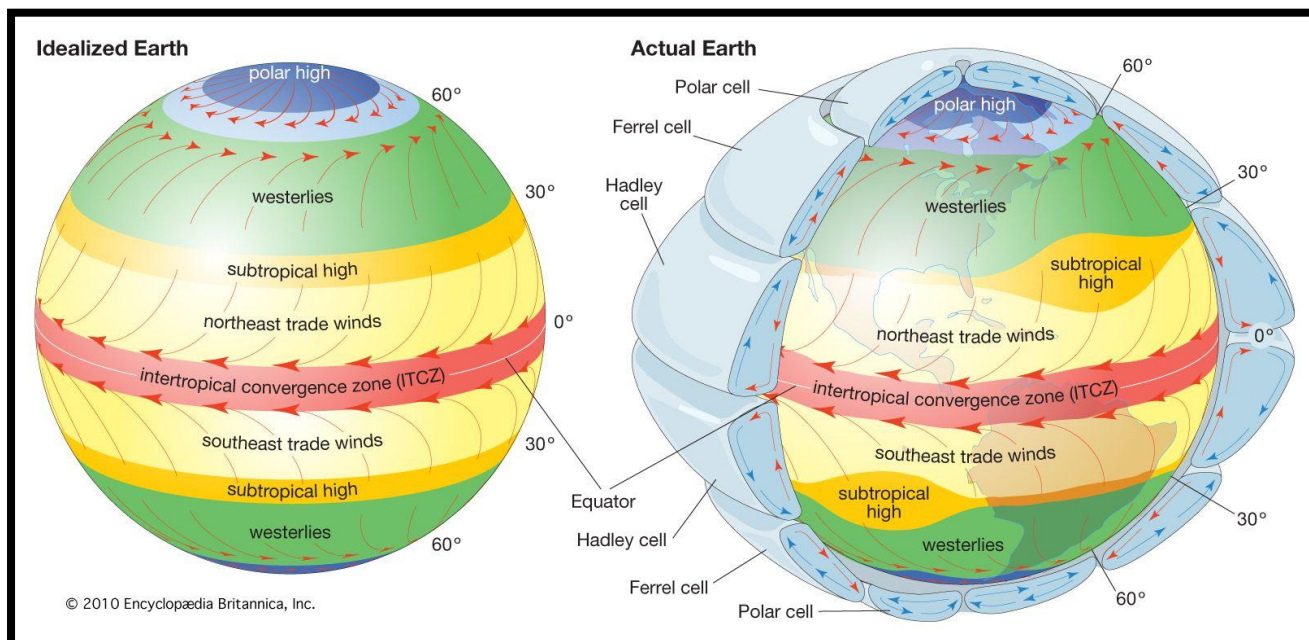 Idealized Earth
polar high
60°
westerlies
30°
subtropical high
northeast trade winds
0°
intertropical convergence zone (ITCZ)
southeast trade winds
30°
subtropical high
westerlies
60°
Equator
© 2010 Encyclopædia Britannica, Inc.
Actual Earth
60°
Polar cell
polar high
Ferrel cell
30°
Hadley
cell
westerlies
subtropical
high
northeast trade winds
0°
intertropical convergence zone (ITCZ)
southeast trade winds
subtropical
high
30°
Hadley cell
westerlies
Ferrel cell
60°
Polar cell